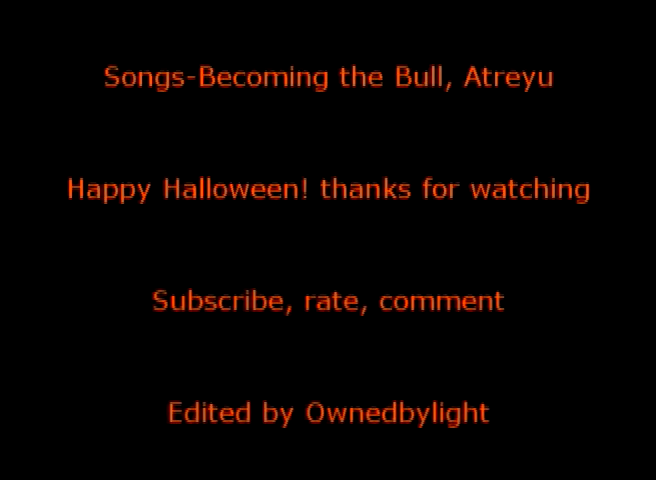 Songs-Becoming the Bull, Atreyu
Happy Halloween! thanks for watching
Subscribe, rate, comment
Edited by Ownedbylight